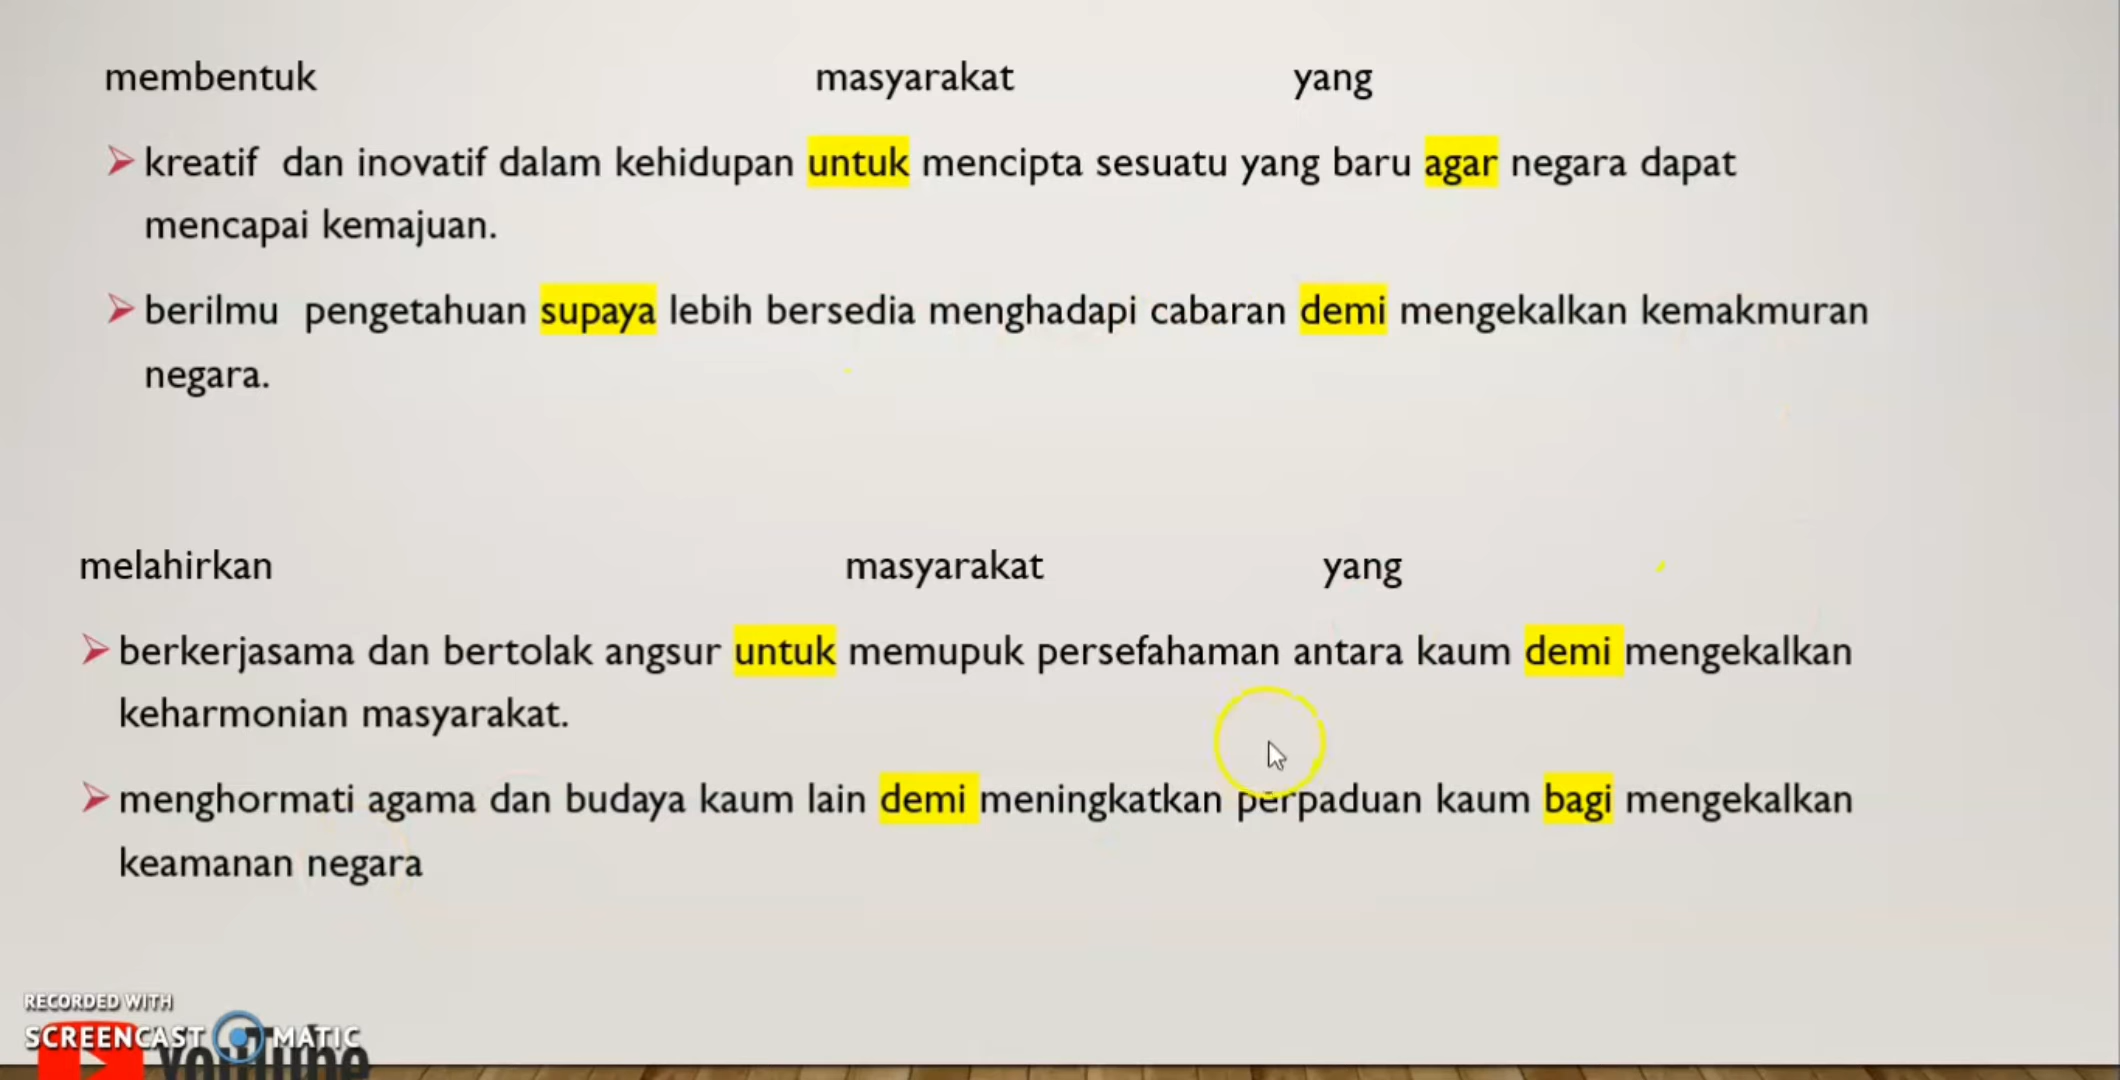 membentuk masyarakat yang
kreatif dan inovatif dalam kehidupan untuk mencipta sesuatu yang baru agar negara dapat
mencapai kemajuan.
berilmu pengetahuan supaya lebih bersedia menghadapi cabaran demi mengekalkan kemakmuran
negara.
melahirkan masyarakat yang
berkerjasama dan bertolak angsur untuk memupuk persefahaman antara kaum demi mengekalkan
keharmonian masyarakat.
menghormati agama dan budaya kaum lain demi meningkatkan perpaduan kaum bagi mengekalkan
keamanan negara
RECORDED WITH
SCREENCAST MATIC
YouTube